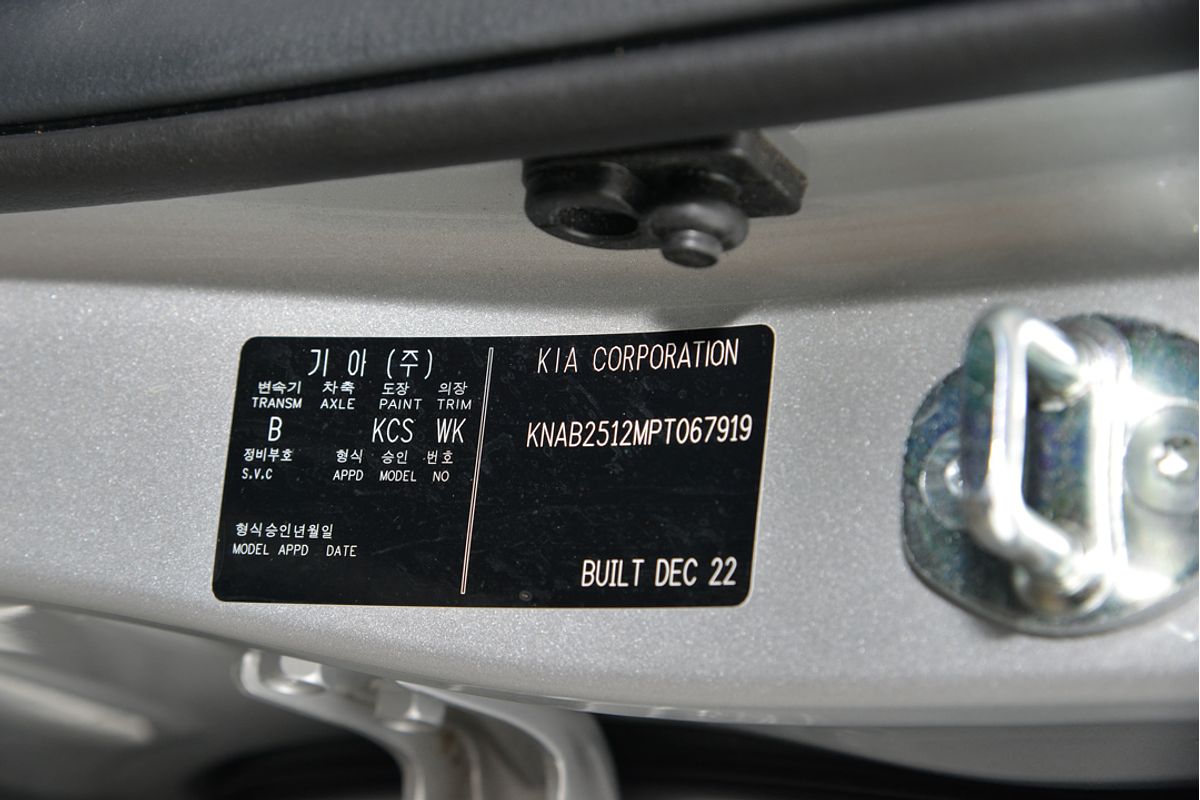 기 아 (주)
변속기 차축 도장 의장
TRANSM AXLE PAINT TRIM
B KCS WK
정비부호 형식 승인 번호
S.V.C APPD MODEL NO
형식승인년월일
MODEL APPD DATE
KIA CORPORATION
KNAB2512MPT067919
BUILT DEC 22